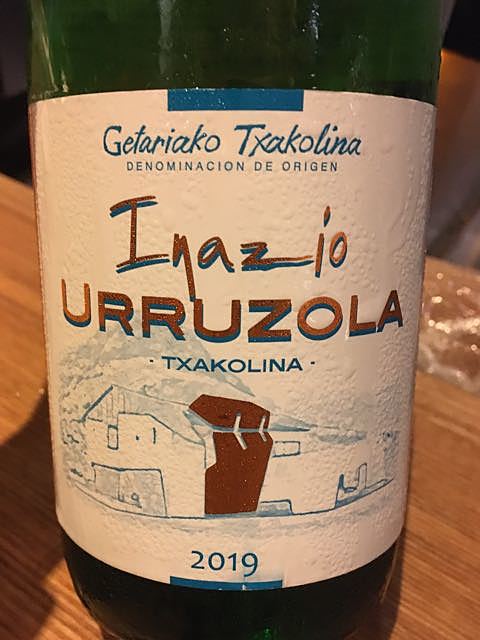 Getariako Txakolina
DENOMINACION DE ORIGEN
Inazio
URRUZOLA
- TXAKOLINA -
2019